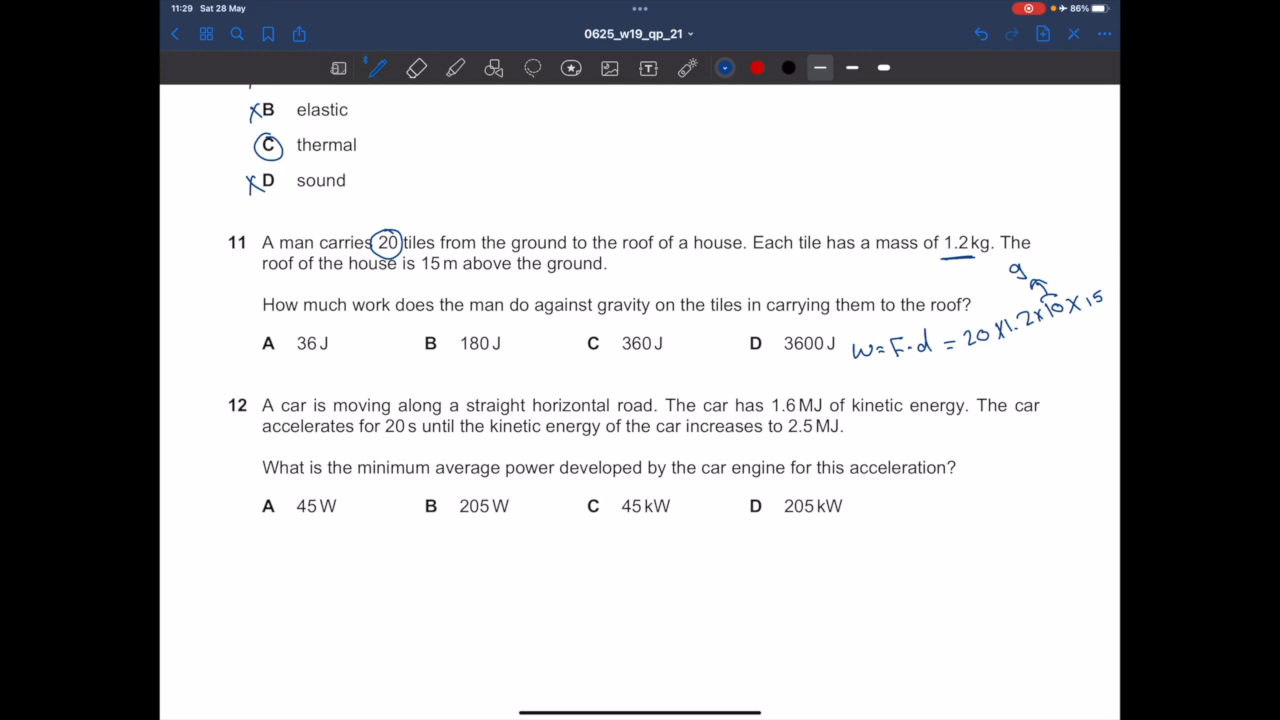 11:29 Sat 28 May
86%
0625_w19_qp_21
XB elastic
C thermal
XD sound
11 A man carries 20 tiles from the ground to the roof of a house. Each tile has a mass of 1.2 kg. The
roof of the house is 15 m above the ground.
g
How much work does the man do against gravity on the tiles in carrying them to the roof?
A 36 J B 180 J C 360 J D 3600 J W=F·d = 20×1.2×10×15
12 A car is moving along a straight horizontal road. The car has 1.6 MJ of kinetic energy. The car
accelerates for 20 s until the kinetic energy of the car increases to 2.5 MJ.
What is the minimum average power developed by the car engine for this acceleration?
A 45 W B 205 W C 45 kW D 205 kW